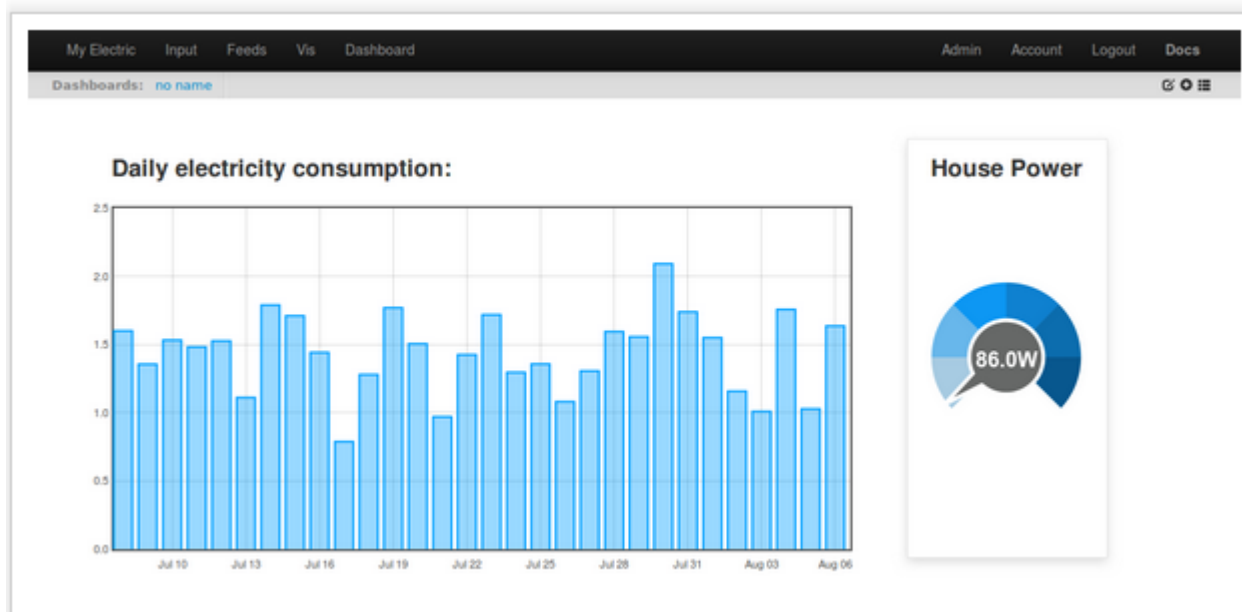 My Electric Input Feeds Vis Dashboard Admin Account Logout Docs
Dashboards: no name
Daily electricity consumption:
House Power
2.5
2.0
1.5
1.0
0.5
0.0
Jul 10 Jul 13 Jul 16 Jul 19 Jul 22 Jul 25 Jul 28 Jul 31 Aug 03 Aug 06
86.0W